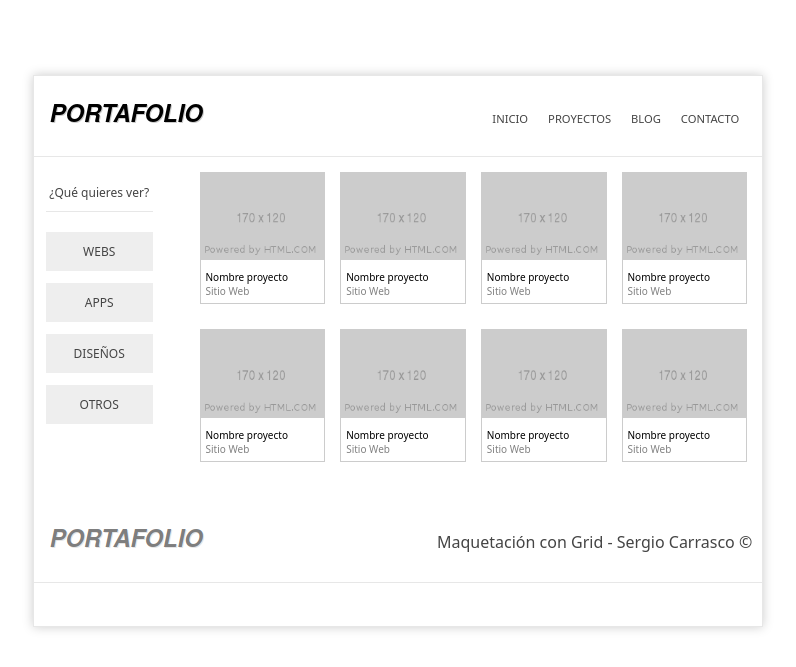 PORTAFOLIO
INICIO PROYECTOS BLOG CONTACTO
¿Qué quieres ver?
WEBS
APPS
DISEÑOS
OTROS
170 x 120
Powered by HTML.COM
Nombre proyecto
Sitio Web
170 x 120
Powered by HTML.COM
Nombre proyecto
Sitio Web
170 x 120
Powered by HTML.COM
Nombre proyecto
Sitio Web
170 x 120
Powered by HTML.COM
Nombre proyecto
Sitio Web
170 x 120
Powered by HTML.COM
Nombre proyecto
Sitio Web
170 x 120
Powered by HTML.COM
Nombre proyecto
Sitio Web
170 x 120
Powered by HTML.COM
Nombre proyecto
Sitio Web
170 x 120
Powered by HTML.COM
Nombre proyecto
Sitio Web
PORTAFOLIO
Maquetación con Grid - Sergio Carrasco ©